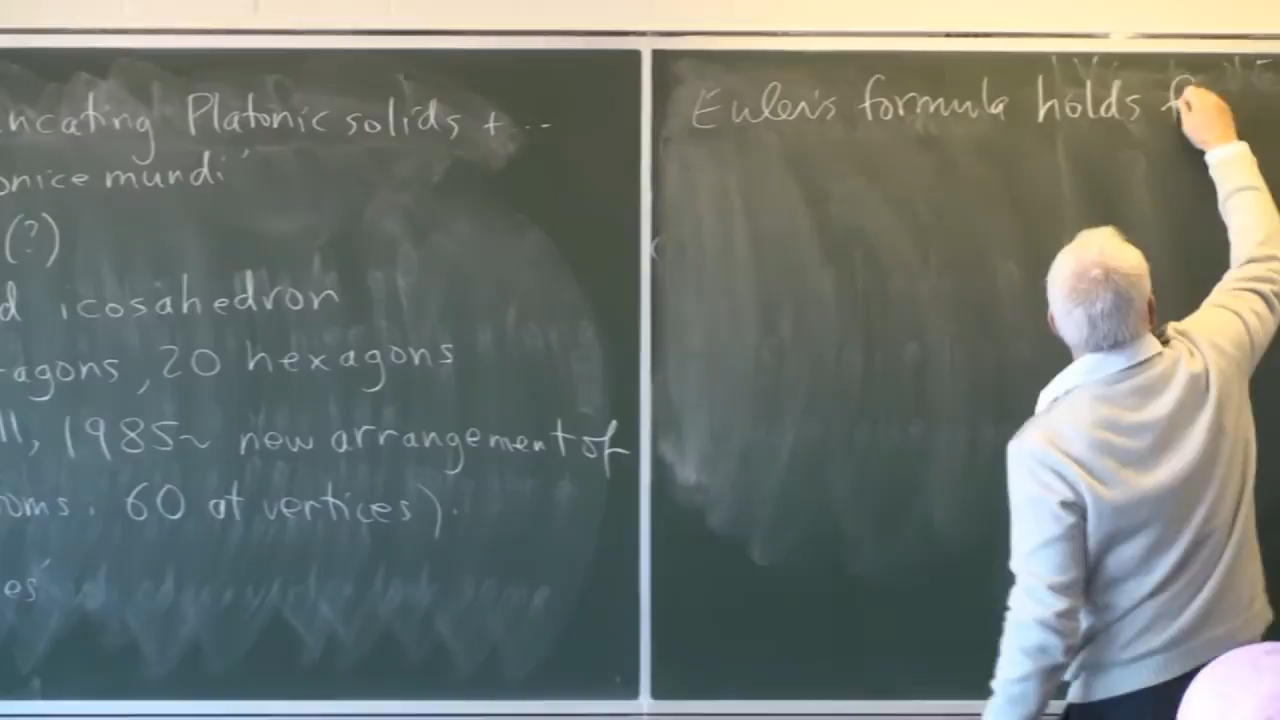 ncating Platonic solids + ...
onice mundi'
(?)
d icosahedron
agons, 20 hexagons
ll, 1985~ new arrangement of
oms. 60 at vertices).
es'
Euler's formula holds f